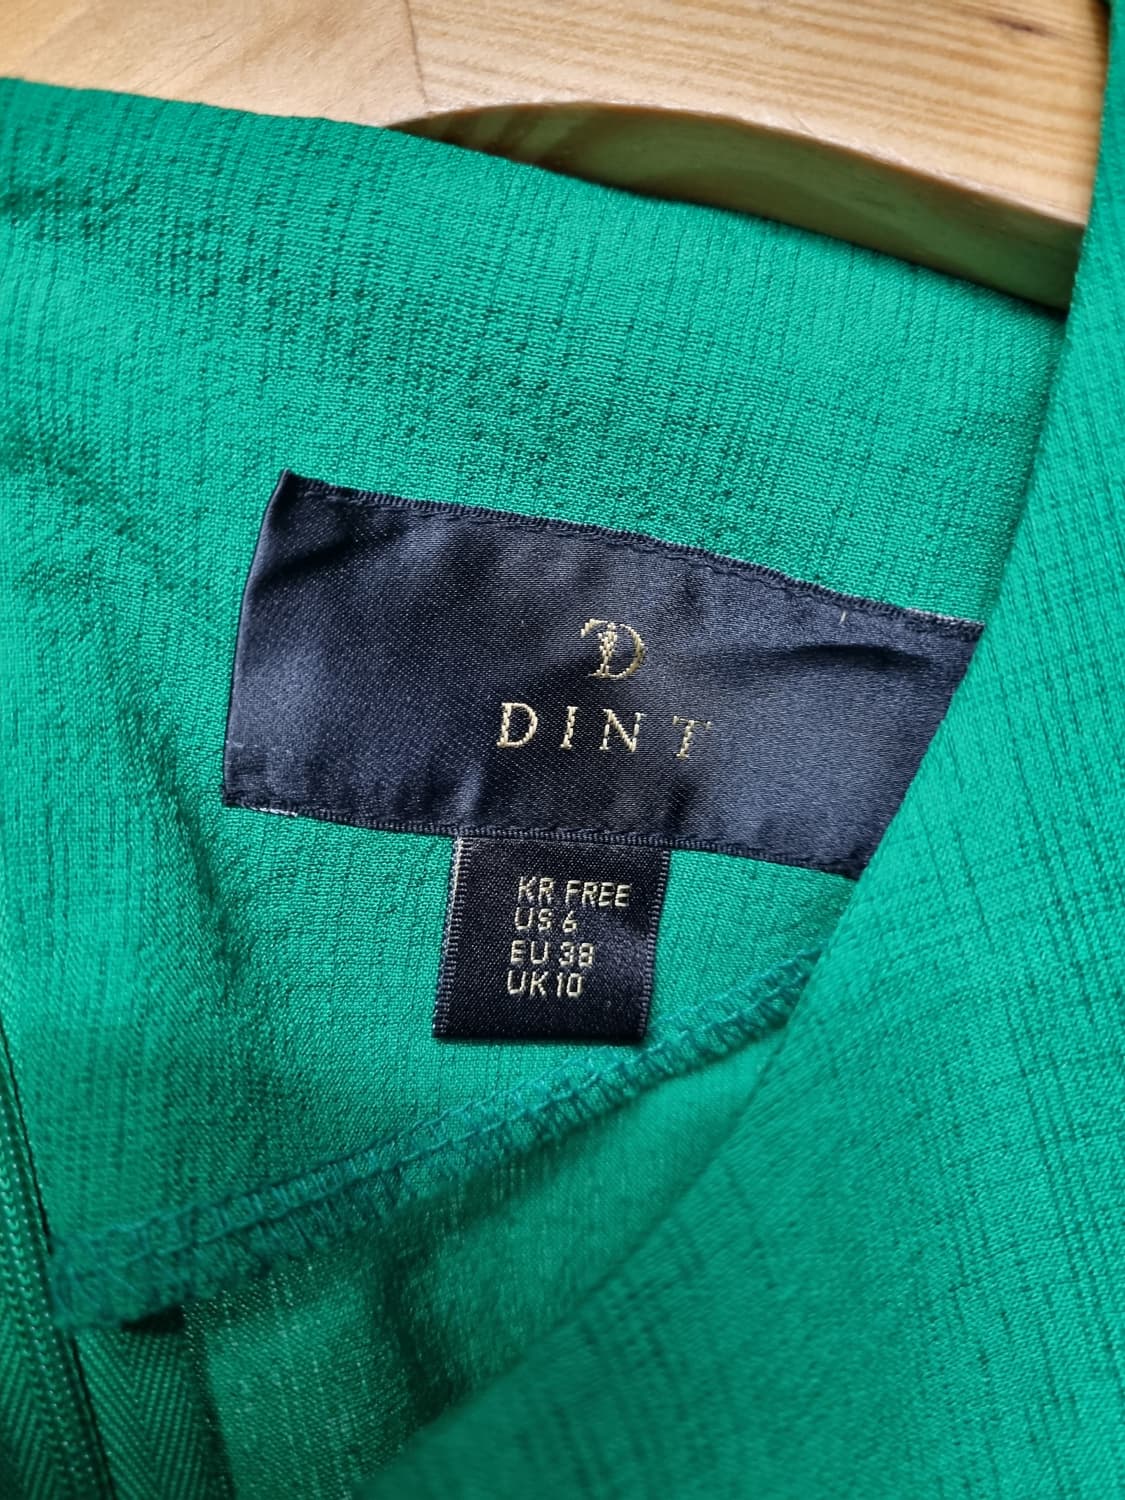 D
DINT
KR FREE
US 6
EU 38
UK 10